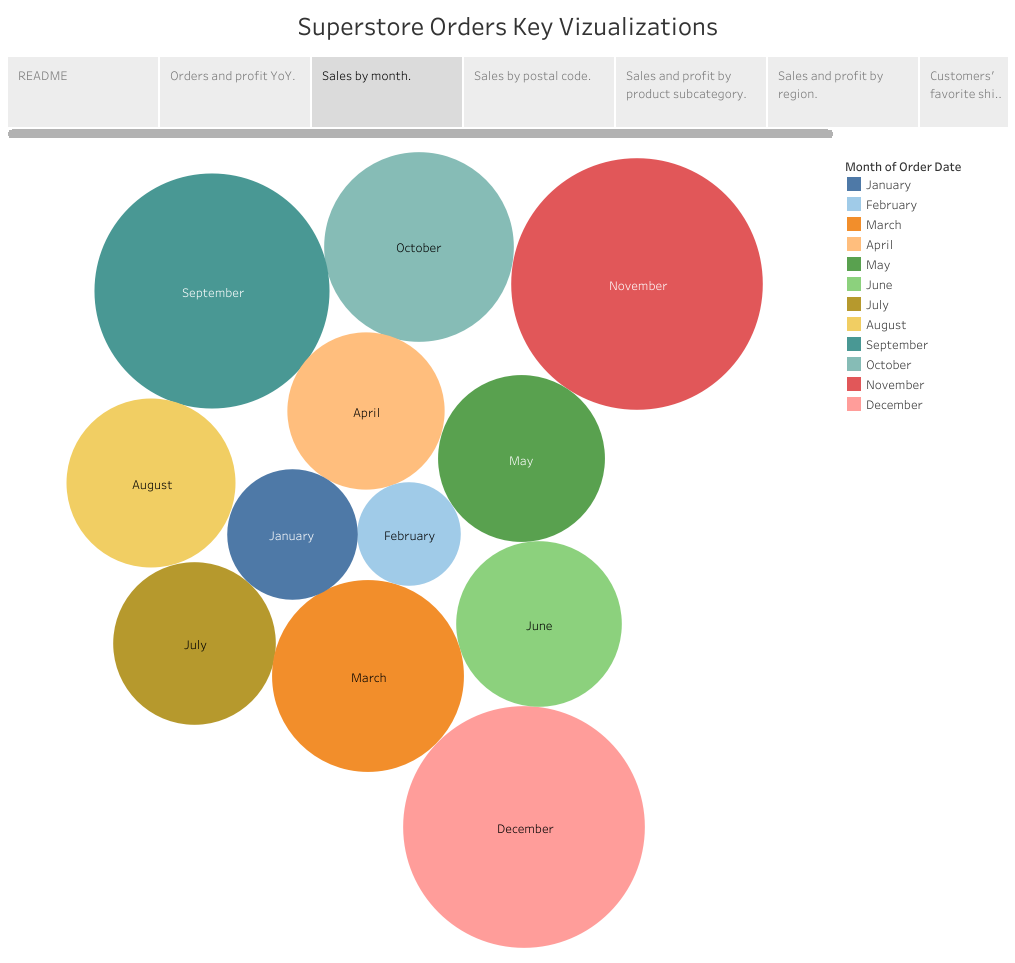 Superstore Orders Key Vizualizations
README
Orders and profit YoY.
Sales by month.
Sales by postal code.
Sales and profit by
product subcategory.
Sales and profit by
region.
Customers'
favorite shi..
October
September
November
April
May
August
January
February
June
July
March
December
Month of Order Date
January
February
March
April
May
June
July
August
September
October
November
December